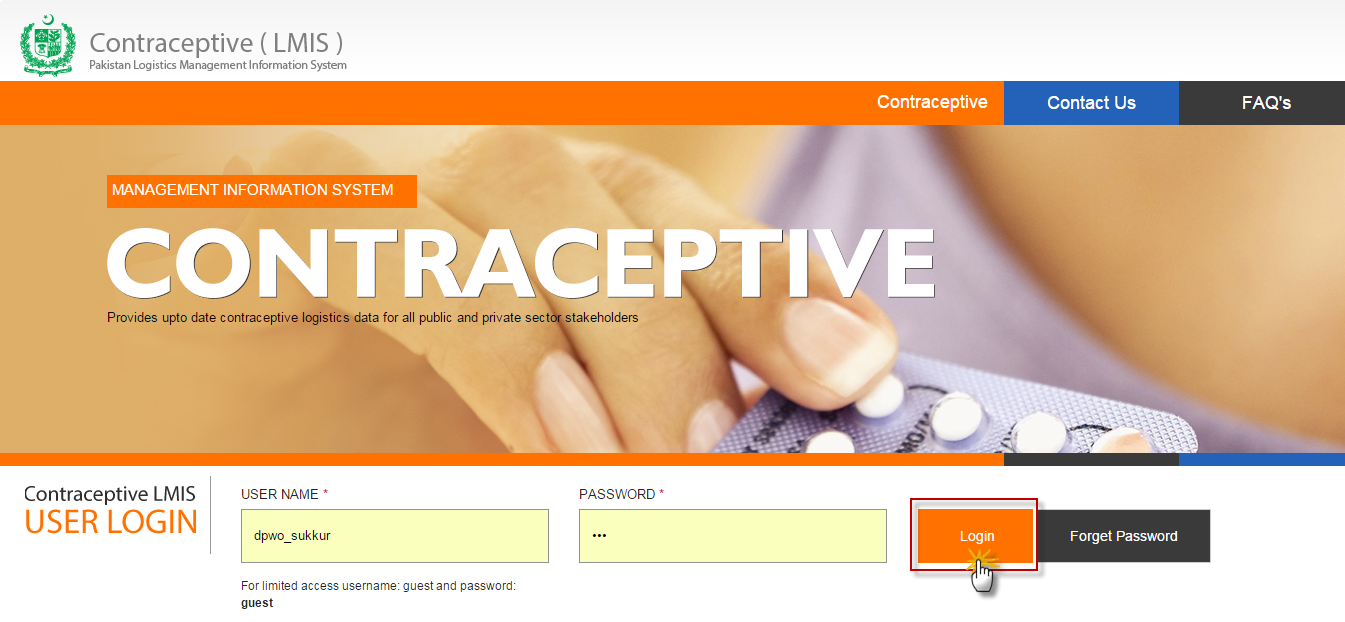 Contraceptive ( LMIS )
Pakistan Logistics Management Information System
Contraceptive
Contact Us
FAQ's
MANAGEMENT INFORMATION SYSTEM
CONTRACEPTIVE
Provides upto date contraceptive logistics data for all public and private sector stakeholders
Contraceptive LMIS
USER LOGIN
USER NAME *
dpwo_sukkur
For limited access username: guest and password:
guest
PASSWORD *
•••
Login
Forget Password